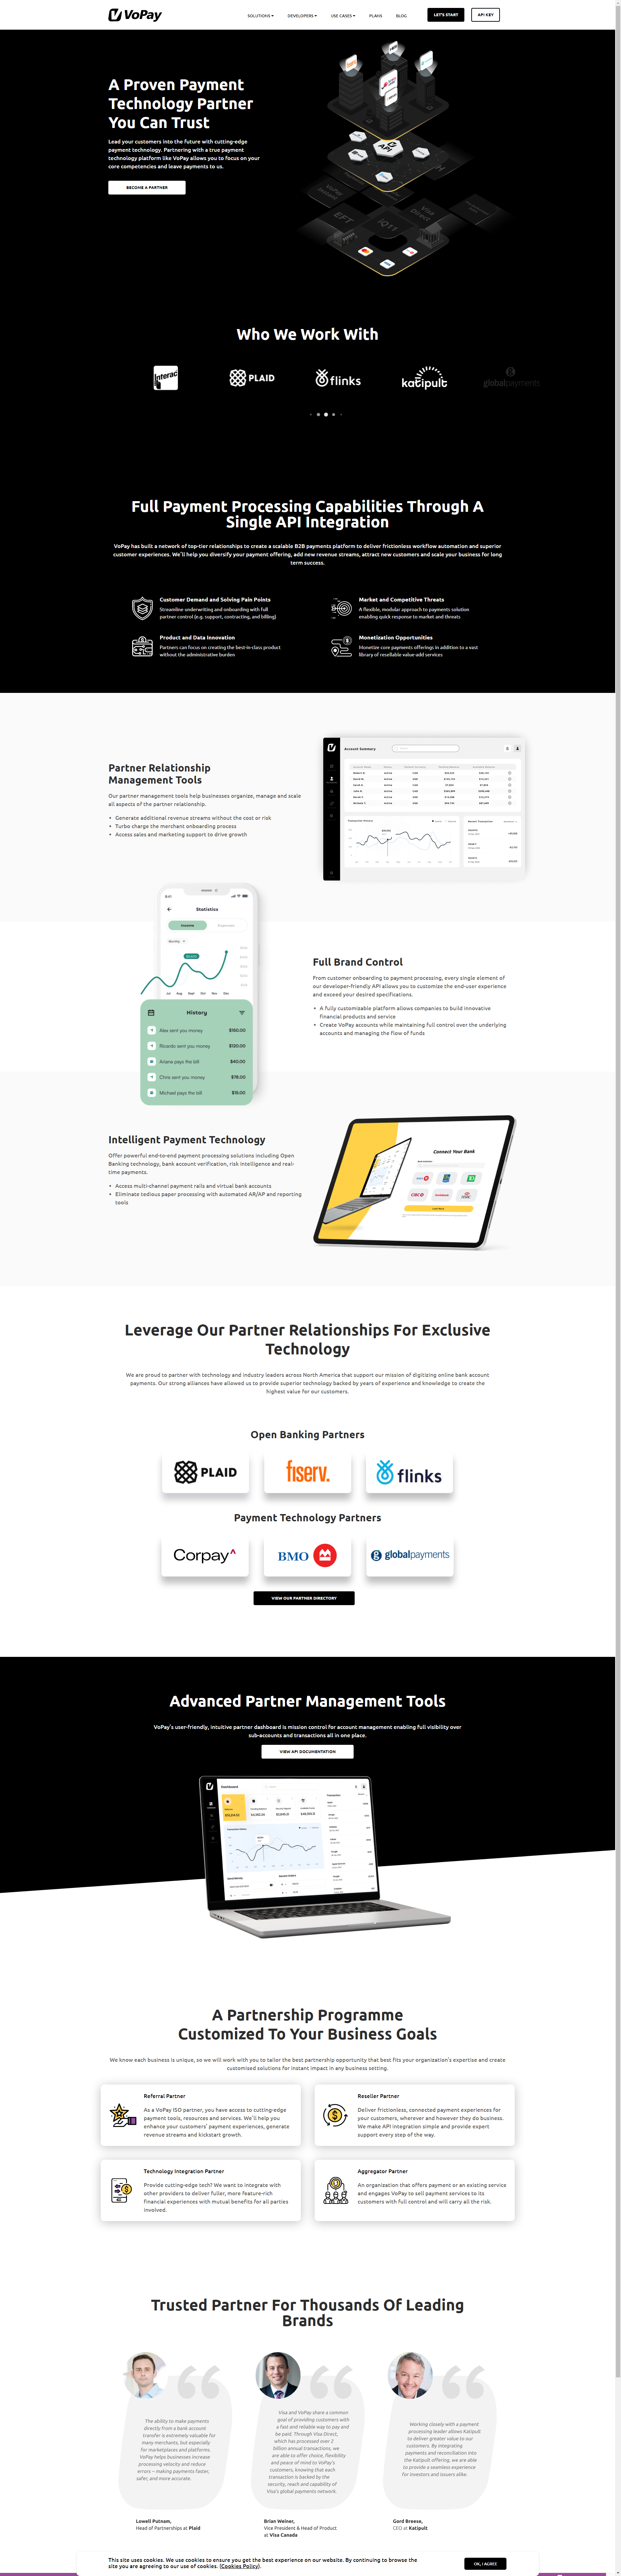 VoPay
SOLUTIONS
DEVELOPERS
USE CASES
PLANS
BLOG
LET'S START
API KEY
A Proven Payment
Technology Partner
You Can Trust
Lead your customers into the future with cutting-edge
payment technology. Partnering with a true payment
technology platform like VoPay allows you to focus on your
core competencies and leave payments to us.
BECOME A PARTNER
IQ
API
EFT
iQ11
Visa
Direct
Who We Work With
Interac
PLAID
flinks
katipult
globalpayments
Full Payment Processing Capabilities Through A
Single API Integration
VoPay has built a network of top-tier relationships to create a scalable B2B payments platform to deliver frictionless workflow automation and superior
customer experiences. We'll help you diversify your payment offering, add new revenue streams, attract new customers and scale your business for long
term success.
Customer Demand and Solving Pain Points
Streamline underwriting and onboarding with full
partner control (e.g. support, contracting, and billing)
Market and Competitive Threats
A flexible, modular approach to payments solution
enabling quick response to market and threats
Product and Data Innovation
Partners can focus on creating the best-in-class product
without the administrative burden
Monetization Opportunities
Monetize core payments offerings in addition to a vast
library of resellable value-add services
Partner Relationship
Management Tools
Our partner management tools help businesses organize, manage and scale
all aspects of the partner relationship.
Generate additional revenue streams without the cost or risk
Turbo charge the merchant onboarding process
Access sales and marketing support to drive growth
Account Summary
Statistics
Income
Expenses
Monthly
Jul Aug Sept Oct Nov Dec
History
Alex sent you money $160.00
Ricardo sent you money $120.00
Ariana pays the bill $40.00
Chris sent you money $78.00
Michael pays the bill $19.00
Full Brand Control
From customer onboarding to payment processing, every single element of
our developer-friendly API allows you to customize the end-user experience
and exceed your desired specifications.
A fully customizable platform allows companies to build innovative
financial products and service
Create VoPay accounts while maintaining full control over the underlying
accounts and managing the flow of funds
Intelligent Payment Technology
Offer powerful end-to-end payment processing solutions including Open
Banking technology, bank account verification, risk intelligence and real-
time payments.
Access multi-channel payment rails and virtual bank accounts
Eliminate tedious paper processing with automated AR/AP and reporting
tools
Connect Your Bank
Leverage Our Partner Relationships For Exclusive
Technology
We are proud to partner with technology and industry leaders across North America that support our mission of digitizing online bank account
payments. Our strong alliances have allowed us to provide superior technology backed by years of experience and knowledge to create the
highest value for our customers.
Open Banking Partners
PLAID
fiserv.
flinks
Payment Technology Partners
Corpay
BMO
globalpayments
VIEW OUR PARTNER DIRECTORY
Advanced Partner Management Tools
VoPay's user-friendly, intuitive partner dashboard is mission control for account management enabling full visibility over
sub-accounts and transactions all in one place.
VIEW API DOCUMENTATION
Dashboard
A Partnership Programme
Customized To Your Business Goals
We know each business is unique, so we will work with you to tailor the best partnership opportunity that best fits your organization's expertise and create
customised solutions for instant impact in any business setting.
Referral Partner
As a VoPay ISO partner, you have access to cutting-edge
payment tools, resources and services. We'll help you
enhance your customers' payment experiences, generate
revenue streams and kickstart growth.
Reseller Partner
Deliver frictionless, connected payment experiences for
your customers, wherever and however they do business.
We make API integration simple and provide expert
support every step of the way.
Technology Integration Partner
Provide cutting-edge tech? We want to integrate with
other providers to deliver fuller, more feature-rich
financial experiences with mutual benefits for all parties
involved.
Aggregator Partner
An organization that offers payment or an existing service
and engages VoPay to sell payment services to its
customers with full control and will carry all the risk.
Trusted Partner For Thousands Of Leading
Brands
The ability to make payments
directly from a bank account
transfer is extremely valuable for
many merchants, but especially
for marketplaces and platforms.
VoPay helps businesses increase
processing velocity and reduce
errors – making payments faster,
safer, and more accurate.
Lowell Putnam,
Head of Partnerships at Plaid
Visa and VoPay share a common
goal of providing customers with
a fast and reliable way to pay and
be paid. Through Visa Direct,
which has processed over 2
billion annual transactions, we
are able to offer choice, flexibility
and peace of mind to VoPay's
customers, knowing that each
transaction is backed by the
security, reach and capability of
Visa's global payments network.
Brian Weiner,
Vice President & Head of Product
at Visa Canada
Working closely with a payment
processing leader allows Katipult
to deliver greater value to our
customers. By integrating
payments and reconciliation into
the Katipult offering, we are able
to provide a seamless experience
for investors and issuers alike.
Gord Breese,
CEO at Katipult
This site uses cookies. We use cookies to ensure you get the best experience on our website. By continuing to browse the
site you are agreeing to our use of cookies. (Cookies Policy).
OK, I AGREE